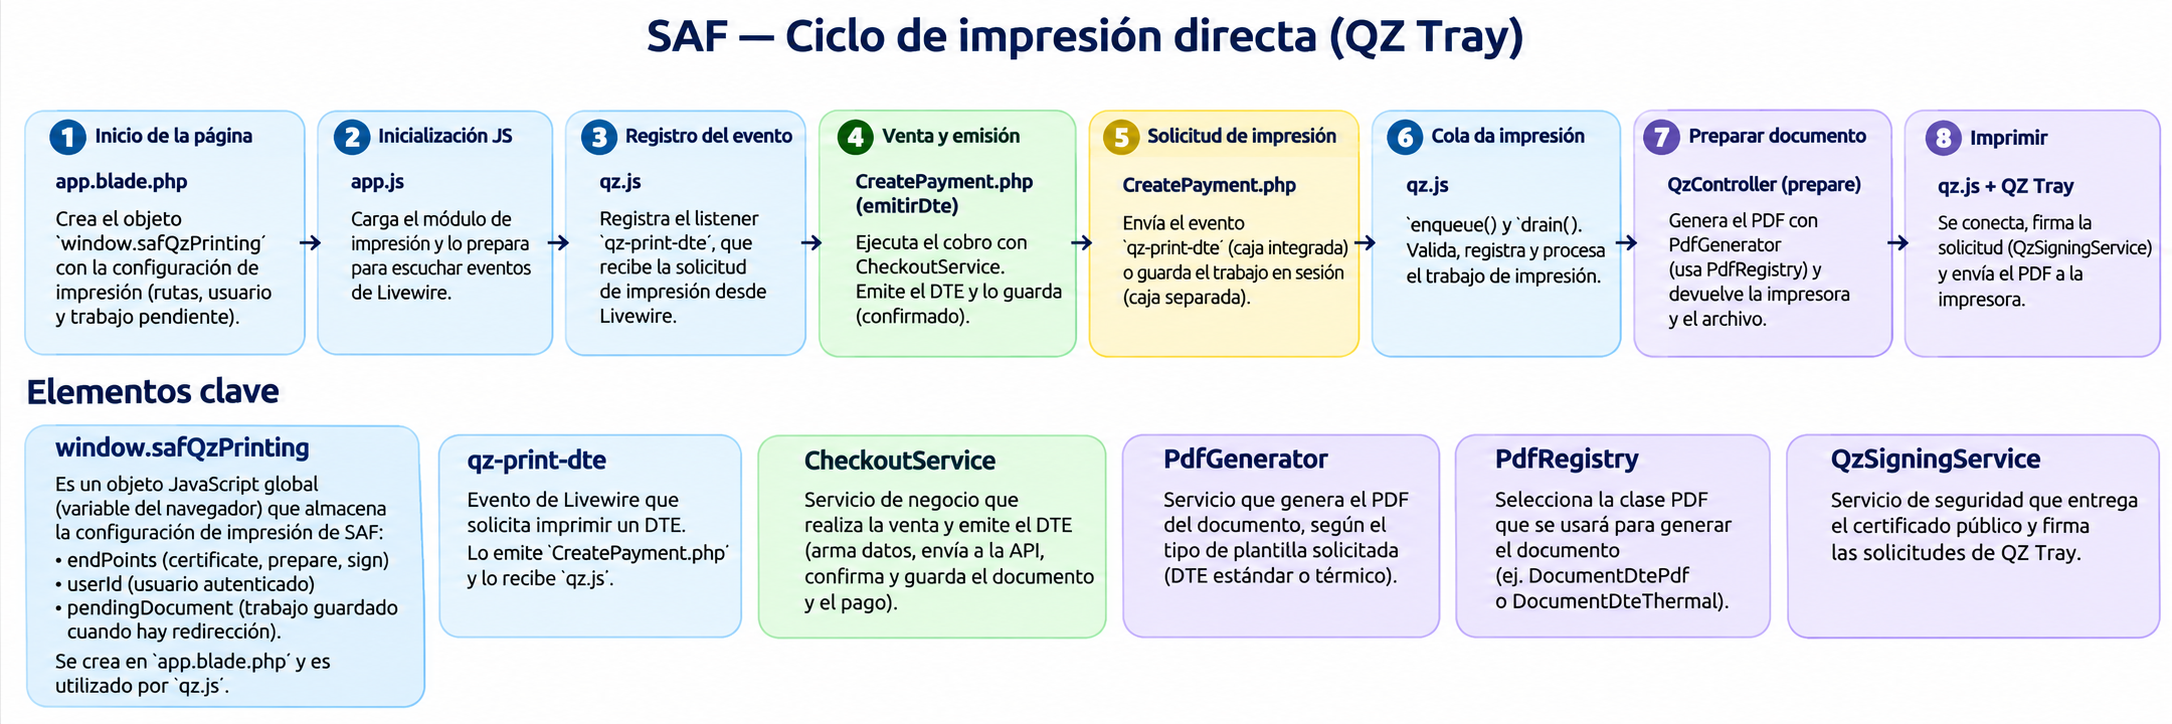 SAF — Ciclo de impresión directa (QZ Tray)
1 Inicio de la página
app.blade.php
Crea el objeto
`window.safQzPrinting´
con la configuración de
impresión (rutas, usuario
y trabajo pendiente).
2 Inicialización JS
app.js
Carga el módulo de
impresión y lo prepara
para escuchar eventos
de Livewire.
3 Registro del evento
qz.js
Registra el listener
`qz-print-dte´, que
recibe la solicitud
de impresión desde
Livewire.
4 Venta y emisión
CreatePayment.php
(emitirDte)
Ejecuta el cobro con
CheckoutService.
Emite el DTE y lo guarda
(confirmado).
5 Solicitud de impresión
CreatePayment.php
Envía el evento
`qz-print-dte´ (caja integrada)
o guarda el trabajo en sesión
(caja separada).
6 Cola da impresión
qz.js
`enqueue() y `drain().
Valida, registra y procesa
el trabajo de impresión.
7 Preparar documento
QzController (prepare)
Genera el PDF con
PdfGenerator
(usa PdfRegistry) y
devuelve la impresora
y el archivo.
8 Imprimir
qz.js + QZ Tray
Se conecta, firma la
solicitud (QzSigningService)
y envía el PDF a la
impresora.
Elementos clave
window.safQzPrinting
Es un objeto JavaScript global
(variable del navegador) que almacena
la configuración de impresión de SAF:
• endPoints (certificate, prepare, sign)
• userId (usuario autenticado)
• pendingDocument (trabajo guardado
cuando hay redirección).
Se crea en `app.blade.php´ y es
utilizado por `qz.js´.
qz-print-dte
Evento de Livewire que
solicita imprimir un DTE.
Lo emite `CreatePayment.php´
y lo recibe `qz.js´.
CheckoutService
Servicio de negocio que
realiza la venta y emite el DTE
(arma datos, envía a la API,
confirma y guarda el documento
y el pago).
PdfGenerator
Servicio que genera el PDF
del documento, según el
tipo de plantilla solicitada
(DTE estándar o térmico).
PdfRegistry
Selecciona la clase PDF
que se usará para generar
el documento
(ej. DocumentDtePdf
o DocumentDteThermal).
QzSigningService
Servicio de seguridad que entrega
el certificado público y firma
las solicitudes de QZ Tray.